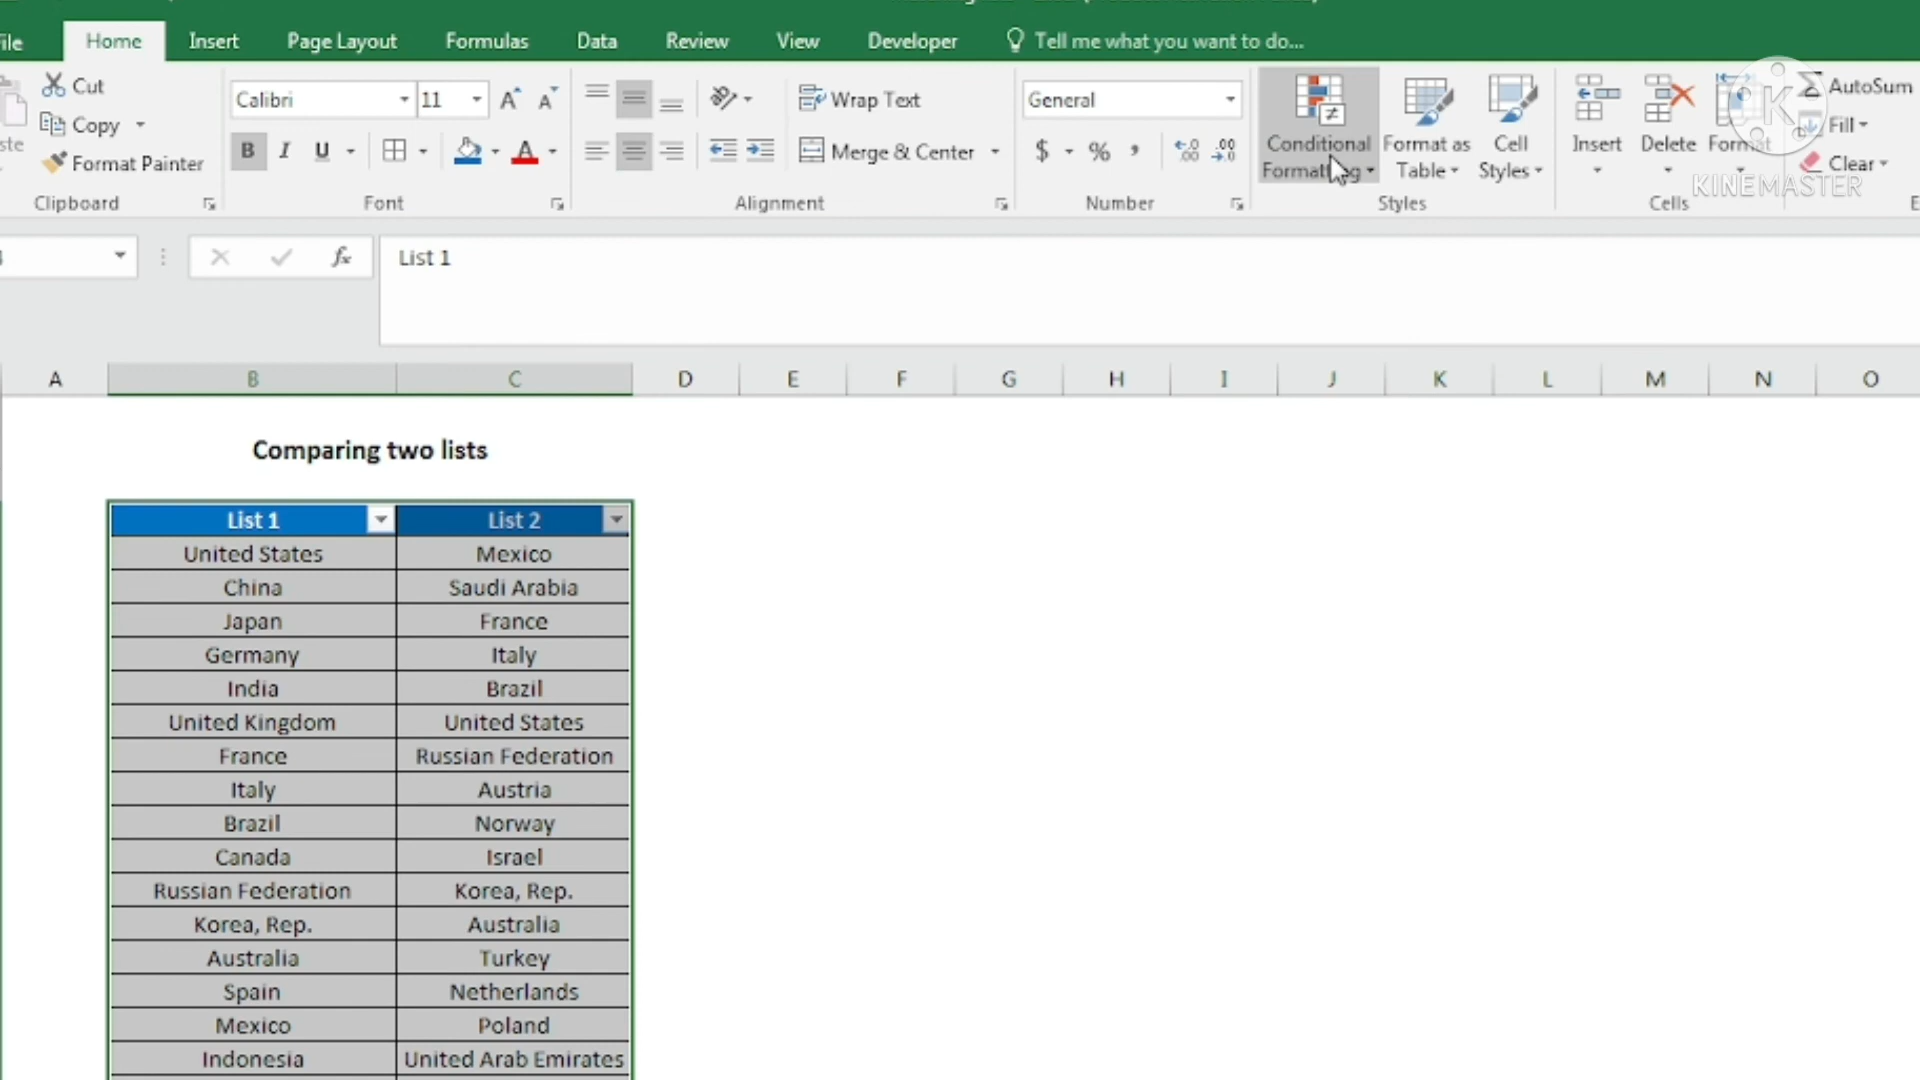 Home Insert Page Layout Formulas Data Review View Developer Tell me what you want to do...
Cut
Copy
Format Painter
Clipboard
Calibri 11
B I U
Font
Wrap Text
Merge & Center
Alignment
General
$ % ,
Number
Conditional Formatting
Format as Table
Cell Styles
Styles
Insert
Delete
Format
Cells
AutoSum
Fill
Clear
K
KINEMASTER
fx List 1
A B C D E F G H I J K L M N O
Comparing two lists
List 1 List 2
United States Mexico
China Saudi Arabia
Japan France
Germany Italy
India Brazil
United Kingdom United States
France Russian Federation
Italy Austria
Brazil Norway
Canada Israel
Russian Federation Korea, Rep.
Korea, Rep. Australia
Australia Turkey
Spain Netherlands
Mexico Poland
Indonesia United Arab Emirates